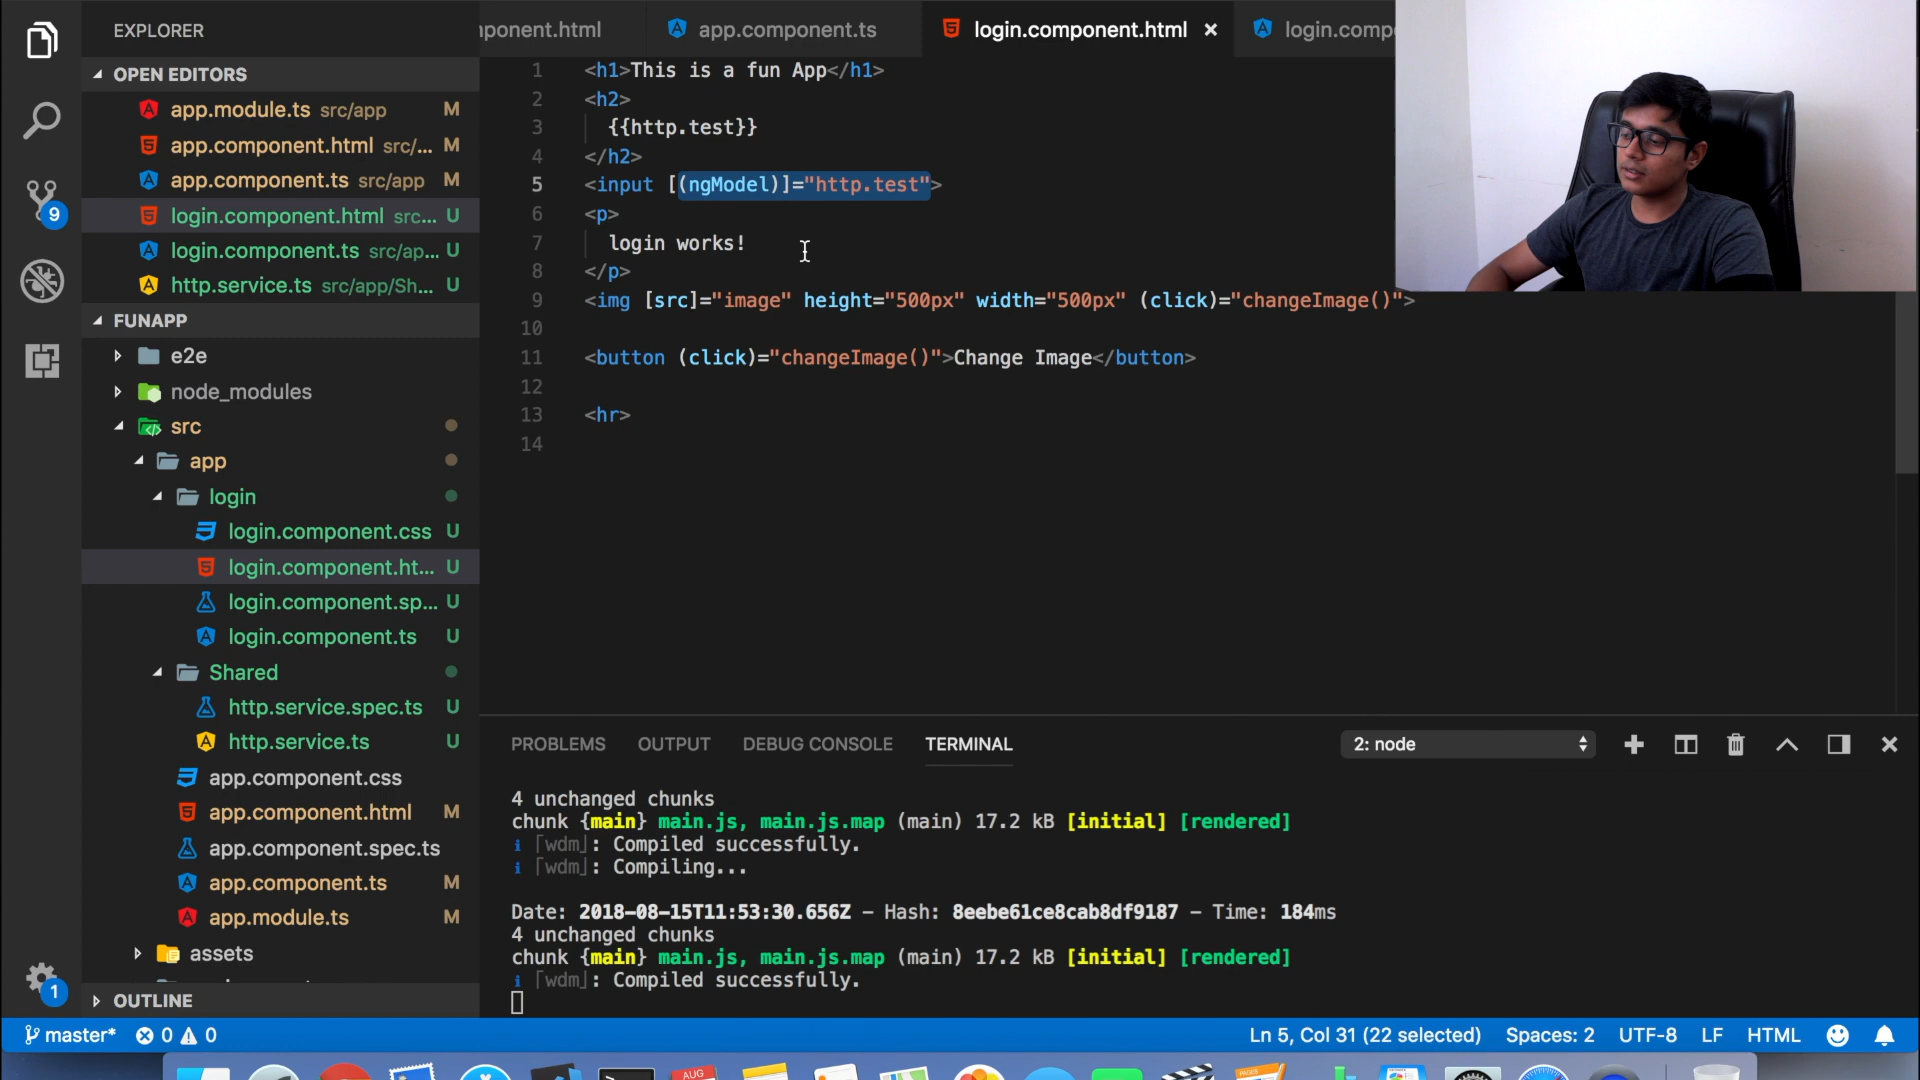 EXPLORER
OPEN EDITORS
app.module.ts src/app M
app.component.html src/... M
app.component.ts src/app M
login.component.html src... U
login.component.ts src/ap... U
http.service.ts src/app/Sh... U
FUNAPP
e2e
node_modules
src
app
login
login.component.css U
login.component.ht... U
login.component.sp... U
login.component.ts U
Shared
http.service.spec.ts U
http.service.ts U
app.component.css
app.component.html M
app.component.spec.ts
app.component.ts M
app.module.ts M
assets
OUTLINE
9
1
ponent.html
app.component.ts
login.component.html
login.comp
1 <h1>This is a fun App</h1>
2 <h2>
3 {{http.test}}
4 </h2>
5 <input [(ngModel)]="http.test">
6 <p>
7 login works!
8 </p>
9 <img [src]="image" height="500px" width="500px" (click)="changeImage()">
10
11 <button (click)="changeImage()">Change Image</button>
12
13 <hr>
14
PROBLEMS OUTPUT DEBUG CONSOLE TERMINAL
2: node
4 unchanged chunks
chunk {main} main.js, main.js.map (main) 17.2 kB [initial] [rendered]
i ｢wdm｣: Compiled successfully.
i ｢wdm｣: Compiling...
Date: 2018-08-15T11:53:30.656Z - Hash: 8eebe61ce8cab8df9187 - Time: 184ms
4 unchanged chunks
chunk {main} main.js, main.js.map (main) 17.2 kB [initial] [rendered]
i ｢wdm｣: Compiled successfully.
master* 0 0
Ln 5, Col 31 (22 selected) Spaces: 2 UTF-8 LF HTML
AUG
PAGES